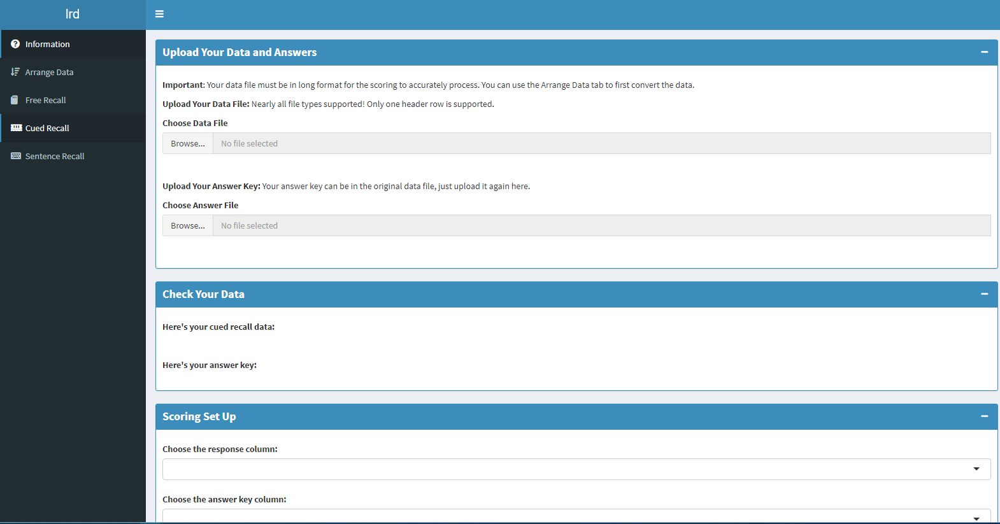 lrd
Information
Arrange Data
Free Recall
Cued Recall
Sentence Recall
Upload Your Data and Answers
Important: Your data file must be in long format for the scoring to accurately process. You can use the Arrange Data tab to first convert the data.
Upload Your Data File: Nearly all file types supported! Only one header row is supported.
Choose Data File
Browse... No file selected
Upload Your Answer Key: Your answer key can be in the original data file, just upload it again here.
Choose Answer File
Browse... No file selected
Check Your Data
Here's your cued recall data:
Here's your answer key:
Scoring Set Up
Choose the response column:
Choose the answer key column: